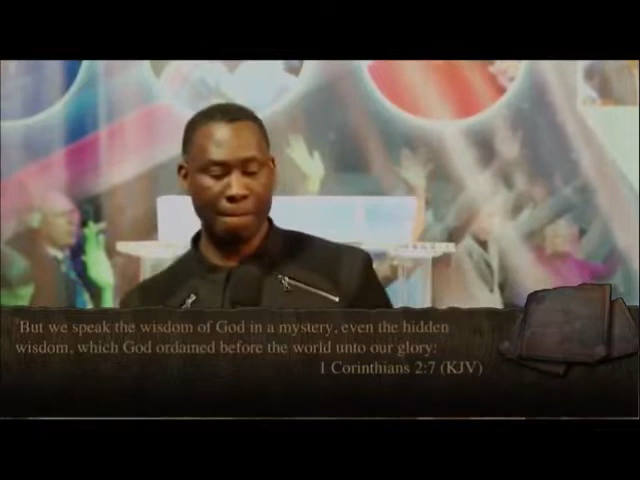 'But we speak the wisdom of God in a mystery, even the hidden
wisdom, which God ordained before the world unto our glory:
1 Corinthians 2:7 (KJV)